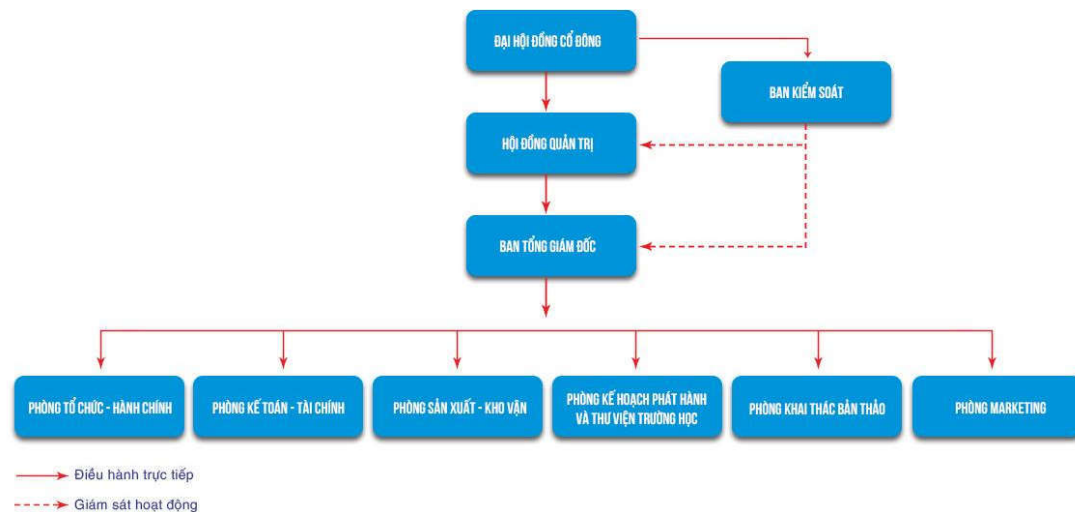 ĐẠI HỘI ĐỒNG CỔ ĐÔNG
BAN KIỂM SOÁT
HỘI ĐỒNG QUẢN TRỊ
BAN TỔNG GIÁM ĐỐC
PHÒNG TỔ CHỨC - HÀNH CHÍNH
PHÒNG KẾ TOÁN - TÀI CHÍNH
PHÒNG SẢN XUẤT - KHO VẬN
PHÒNG KẾ HOẠCH PHÁT HÀNH
VÀ THƯ VIỆN TRƯỜNG HỌC
PHÒNG KHAI THÁC BẢN THẢO
PHÒNG MARKETING
Điều hành trực tiếp
Giám sát hoạt động